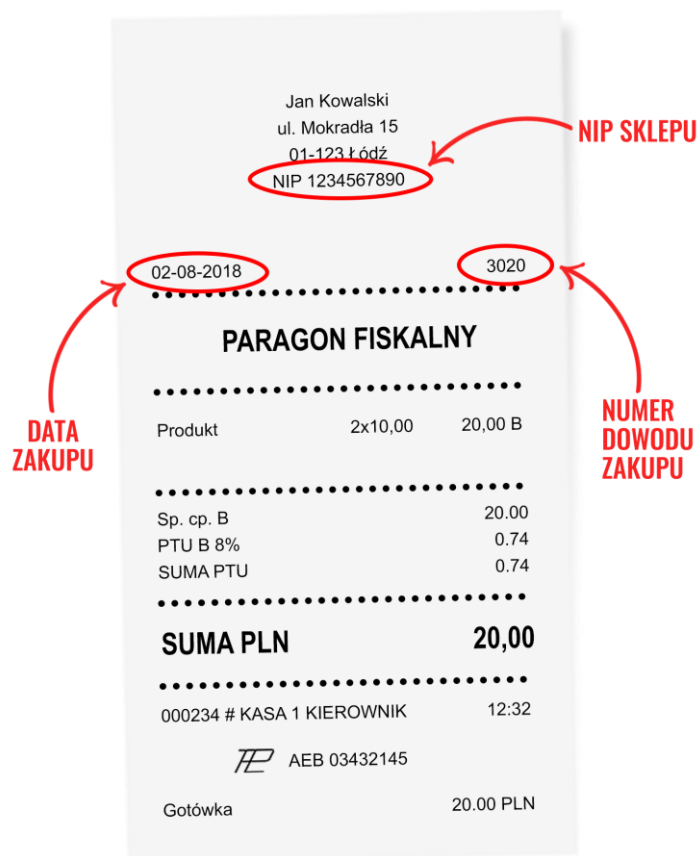 Jan Kowalski
ul. Mokradła 15
01-123 Łódź
NIP 1234567890
NIP SKLEPU
02-08-2018 3020
PARAGON FISKALNY
DATA
ZAKUPU
NUMER
DOWODU
ZAKUPU
Produkt 2x10,00 20,00 B
Sp. cp. B 20.00
PTU B 8% 0.74
SUMA PTU 0.74
SUMA PLN 20,00
000234 # KASA 1 KIEROWNIK 12:32
AEB 03432145
Gotówka 20.00 PLN